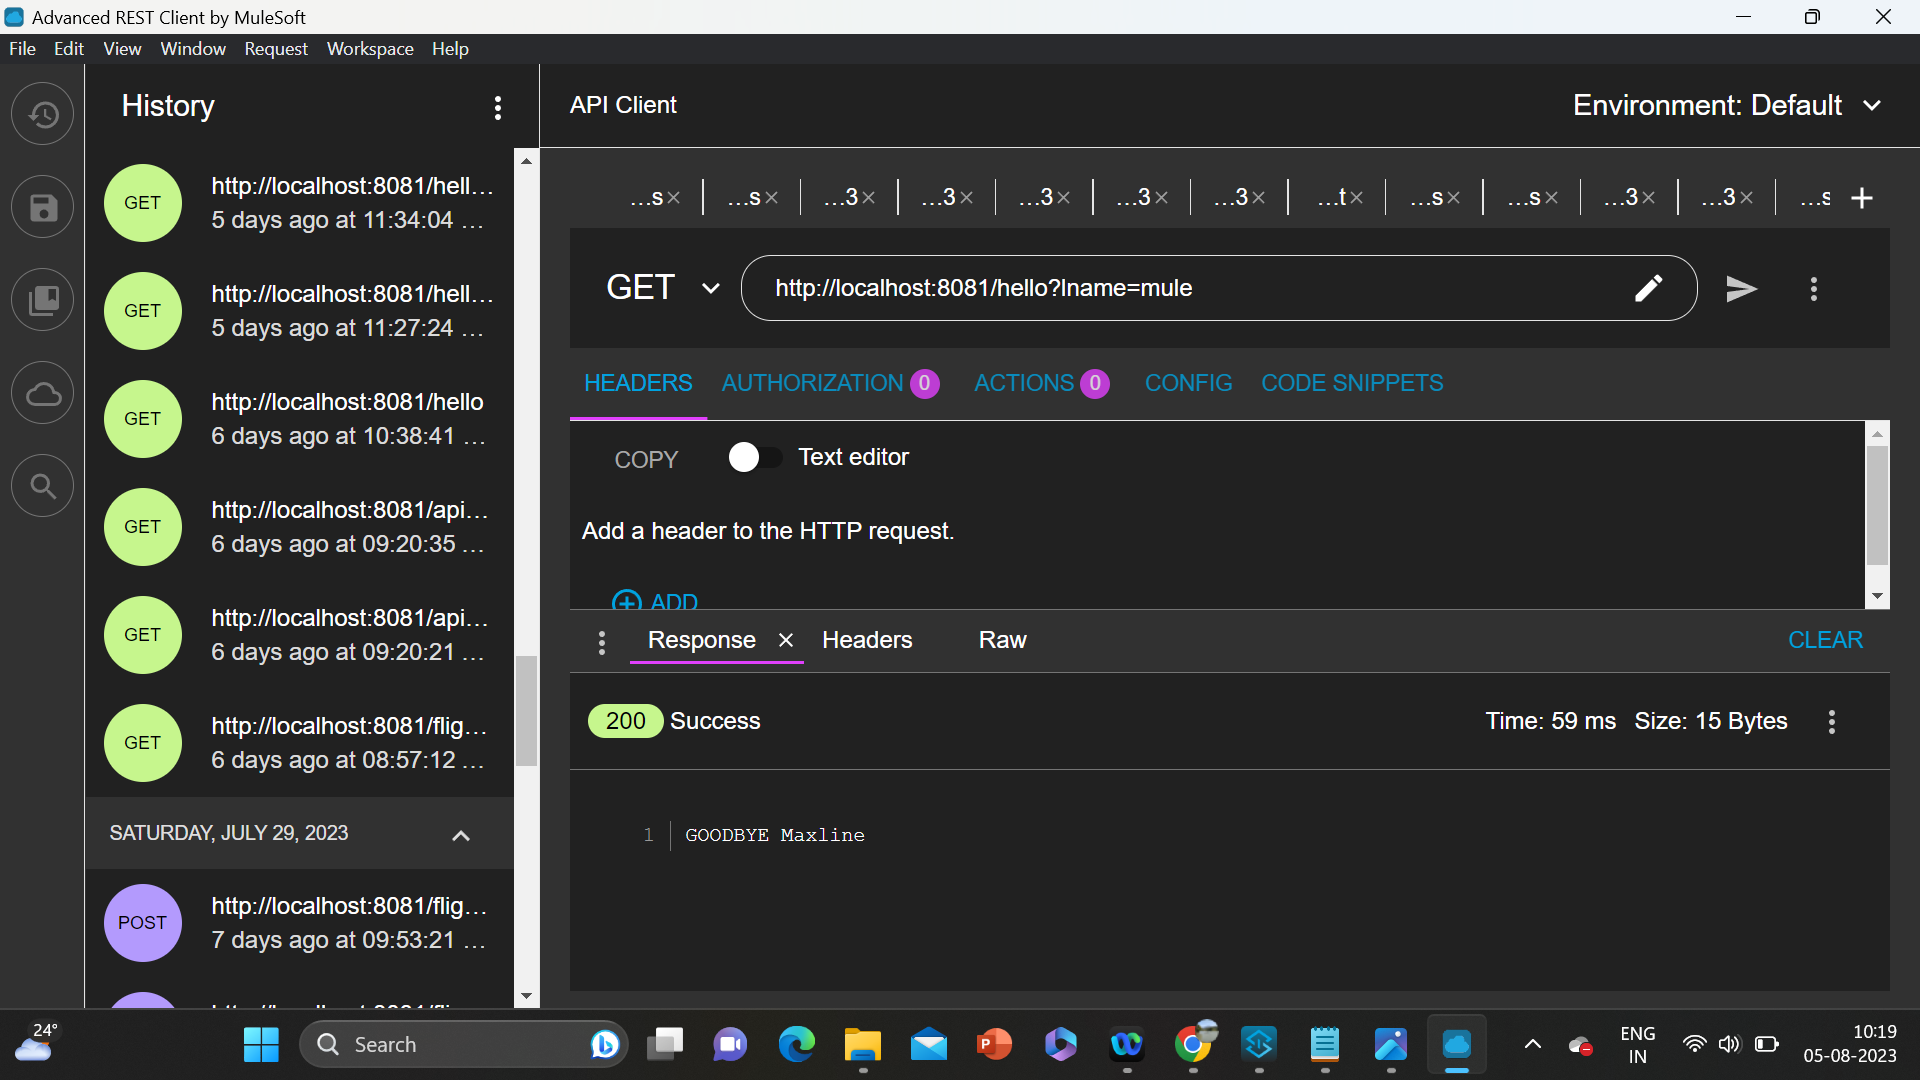 Advanced REST Client by MuleSoft
File Edit View Window Request Workspace Help
History
GET http://localhost:8081/hell...
5 days ago at 11:34:04 ...
GET http://localhost:8081/hell...
5 days ago at 11:27:24 ...
GET http://localhost:8081/hello
6 days ago at 10:38:41 ...
GET http://localhost:8081/api...
6 days ago at 09:20:35 ...
GET http://localhost:8081/api...
6 days ago at 09:20:21 ...
GET http://localhost:8081/flig...
6 days ago at 08:57:12 ...
SATURDAY, JULY 29, 2023
POST http://localhost:8081/flig...
7 days ago at 09:53:21 ...
API Client
Environment: Default
...s× ...s× ...3× ...3× ...3× ...3× ...3× ...t× ...s× ...s× ...3× ...3× ...s +
GET http://localhost:8081/hello?lname=mule
HEADERS AUTHORIZATION 0 ACTIONS 0 CONFIG CODE SNIPPETS
COPY Text editor
Add a header to the HTTP request.
ADD
Response × Headers Raw CLEAR
200 Success Time: 59 ms Size: 15 Bytes
1 GOODBYE Maxline
24°
Search
ENG
IN
10:19
05-08-2023